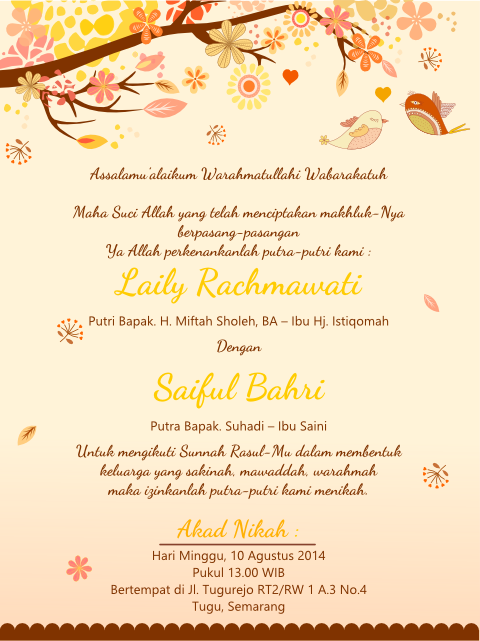 Assalamu'alaikum Warahmatullahi Wabarakatuh
Maha Suci Allah yang telah menciptakan makhluk-Nya
berpasang-pasangan
Ya Allah perkenankanlah putra-putri kami :
Laily Rachmawati
Putri Bapak. H. Miftah Sholeh, BA – Ibu Hj. Istiqomah
Dengan
Saiful Bahri
Putra Bapak. Suhadi – Ibu Saini
Untuk mengikuti Sunnah Rasul-Mu dalam membentuk
keluarga yang sakinah, mawaddah, warahmah
maka izinkanlah putra-putri kami menikah.
Akad Nikah :
Hari Minggu, 10 Agustus 2014
Pukul 13.00 WIB
Bertempat di Jl. Tugurejo RT2/RW 1 A.3 No.4
Tugu, Semarang